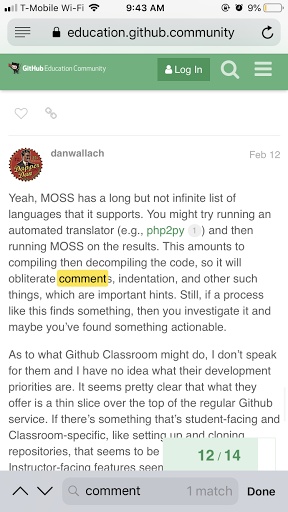 T-Mobile Wi-Fi 9:43 AM 9%
education.github.community
GitHub Education Community Log In
danwallach Feb 12
Yeah, MOSS has a long but not infinite list of
languages that it supports. You might try running an
automated translator (e.g., php2py 1 ) and then
running MOSS on the results. This amounts to
compiling then decompiling the code, so it will
obliterate comments, indentation, and other such
things, which are important hints. Still, if a process
like this finds something, then you investigate it and
maybe you've found something actionable.
As to what Github Classroom might do, I don't speak
for them and I have no idea what their development
priorities are. It seems pretty clear that what they
offer is a thin slice over the top of the regular Github
service. If there's something that's student-facing and
Classroom-specific, like setting up and cloning
repositories, that seems to be
12 / 14
Instructor-facing features seem
comment 1 match Done